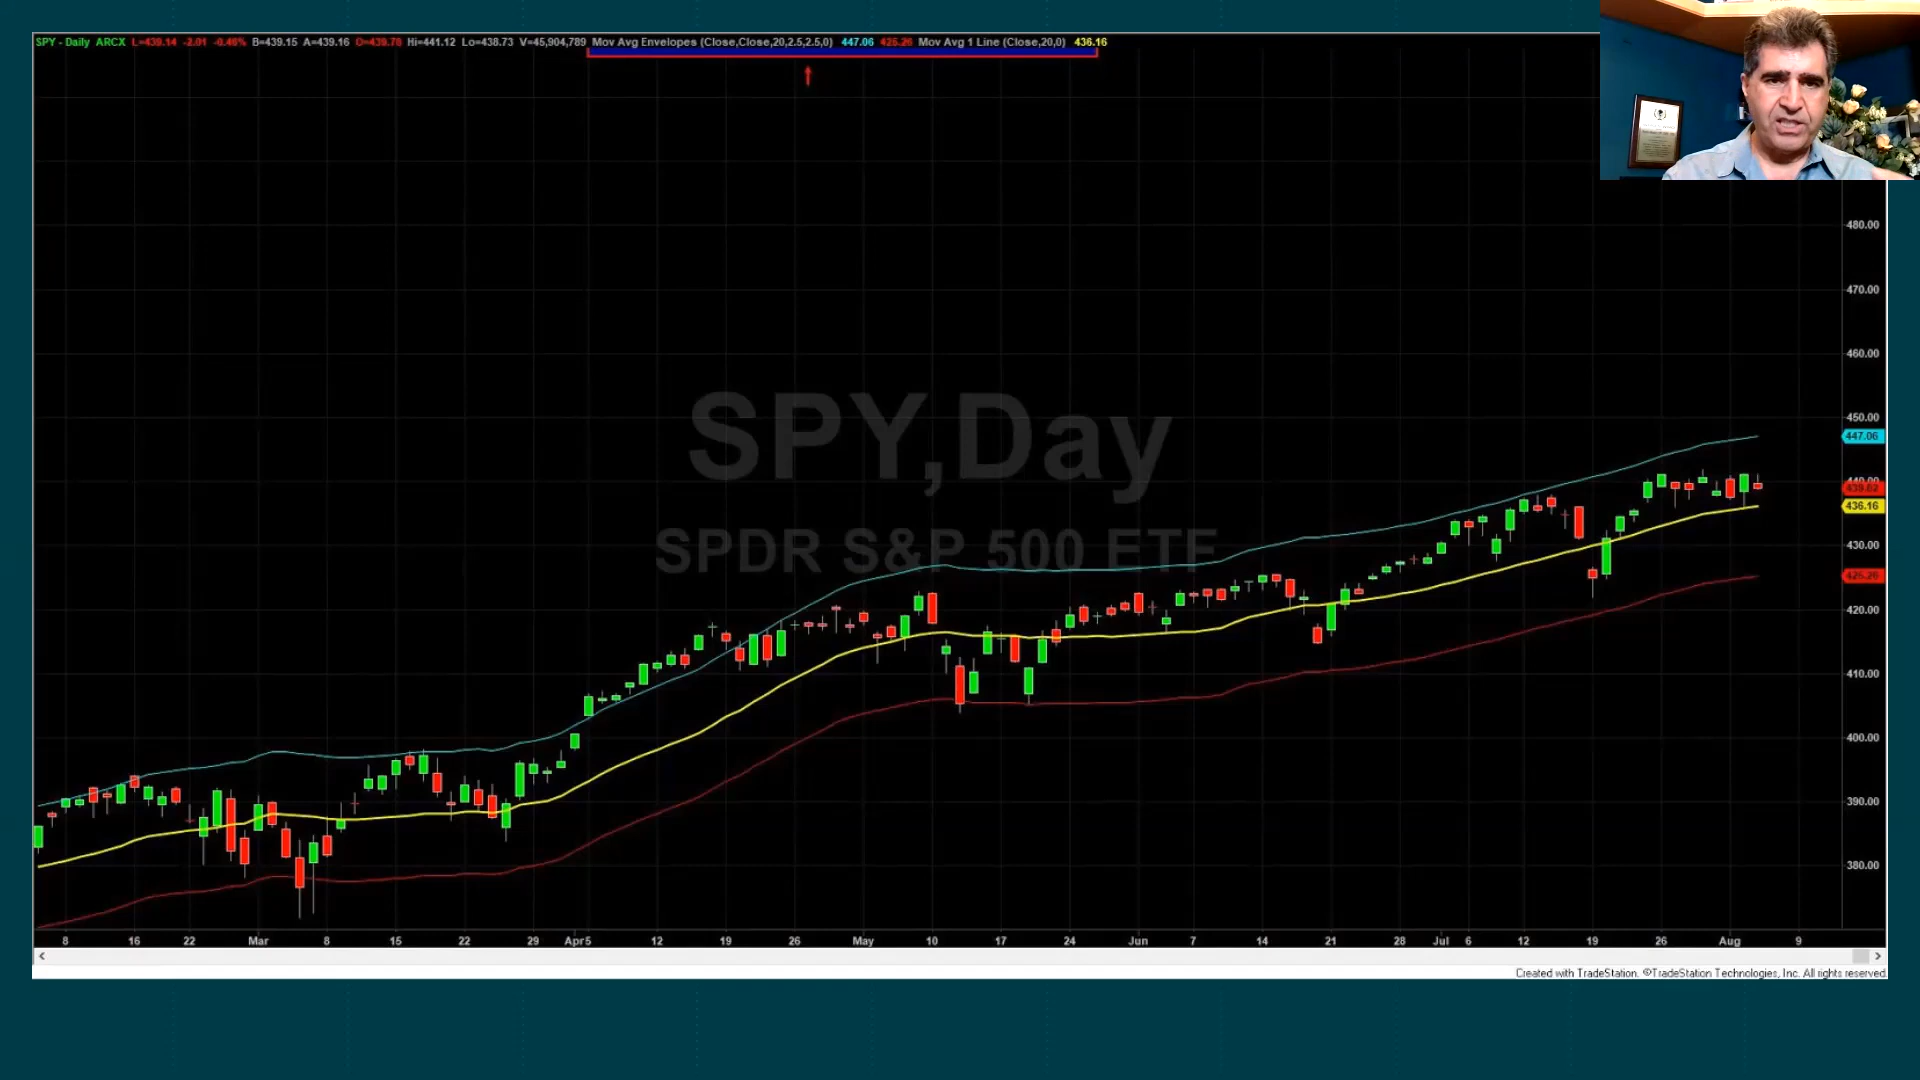 SPY - Daily ARCX L=439.14 -2.01 -0.46% B=439.15 A=439.16 O=439.78 Hi=441.12 Lo=438.73 V=45,904,789 Mov Avg Envelopes (Close,Close,20,2.5,2.5,0) 447.06 425.26 Mov Avg 1 Line (Close,20,0) 436.16
480.00
470.00
460.00
450.00
447.06
440.00
436.16
430.00
425.26
420.00
410.00
400.00
390.00
380.00
SPY,Day
SPDR S&P 500 ETF
8 16 22 Mar 8 15 22 29 Apr5 12 19 26 May 10 17 24 Jun 7 14 21 28 Jul 6 12 19 26 Aug 9
Created with TradeStation. ©TradeStation Technologies, Inc. All rights reserved